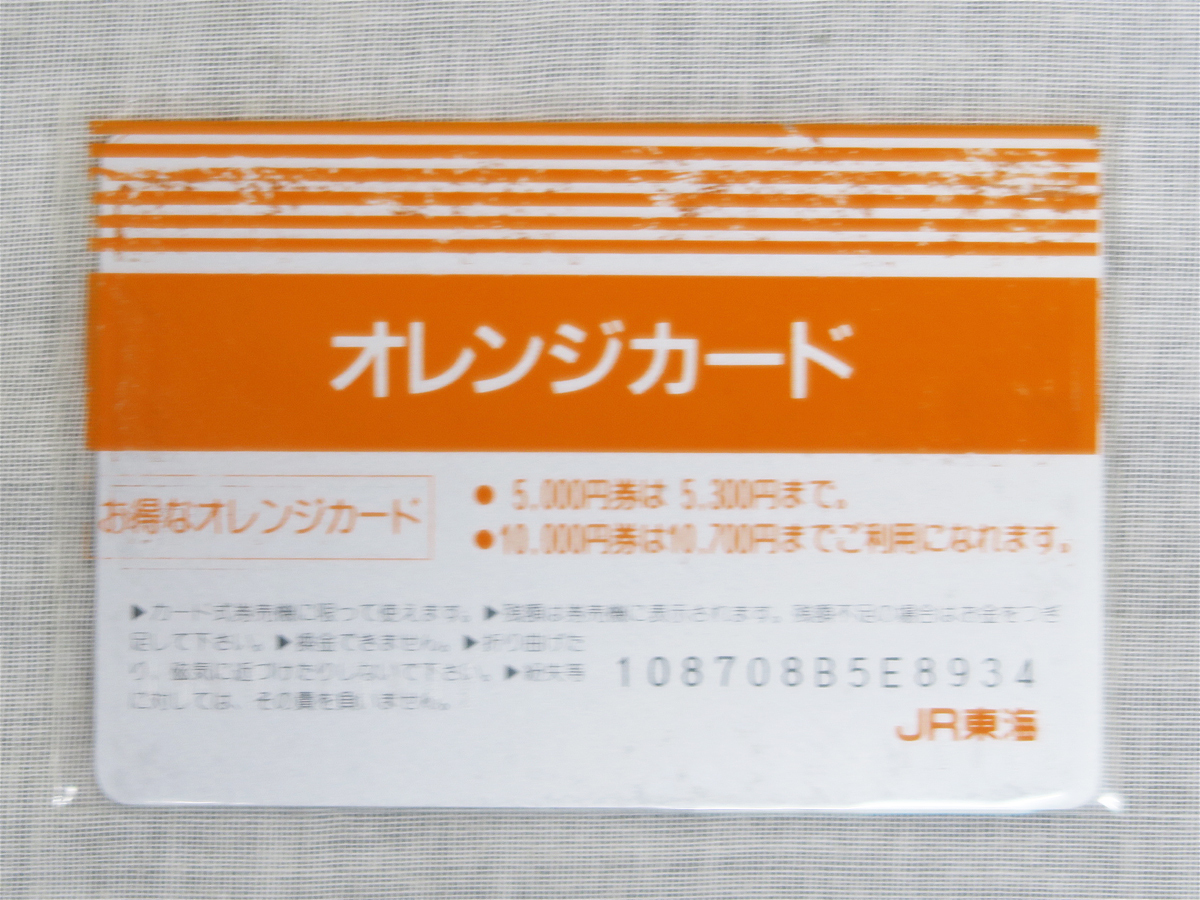 オレンジカード
お得なオレンジカード
● 5,000円券は 5,300円まで。
●10,000円券は10,700円までご利用になれます。
▶カード式券売機に限って使えます。▶残額は券売機に表示されます。残額不足の場合はお金をつぎ
足して下さい。▶換金できません。▶折り曲げた
り、磁気に近づけたりしないで下さい。▶紛失等
に対しては、その責を負いません。
108708B5E8934
JR東海